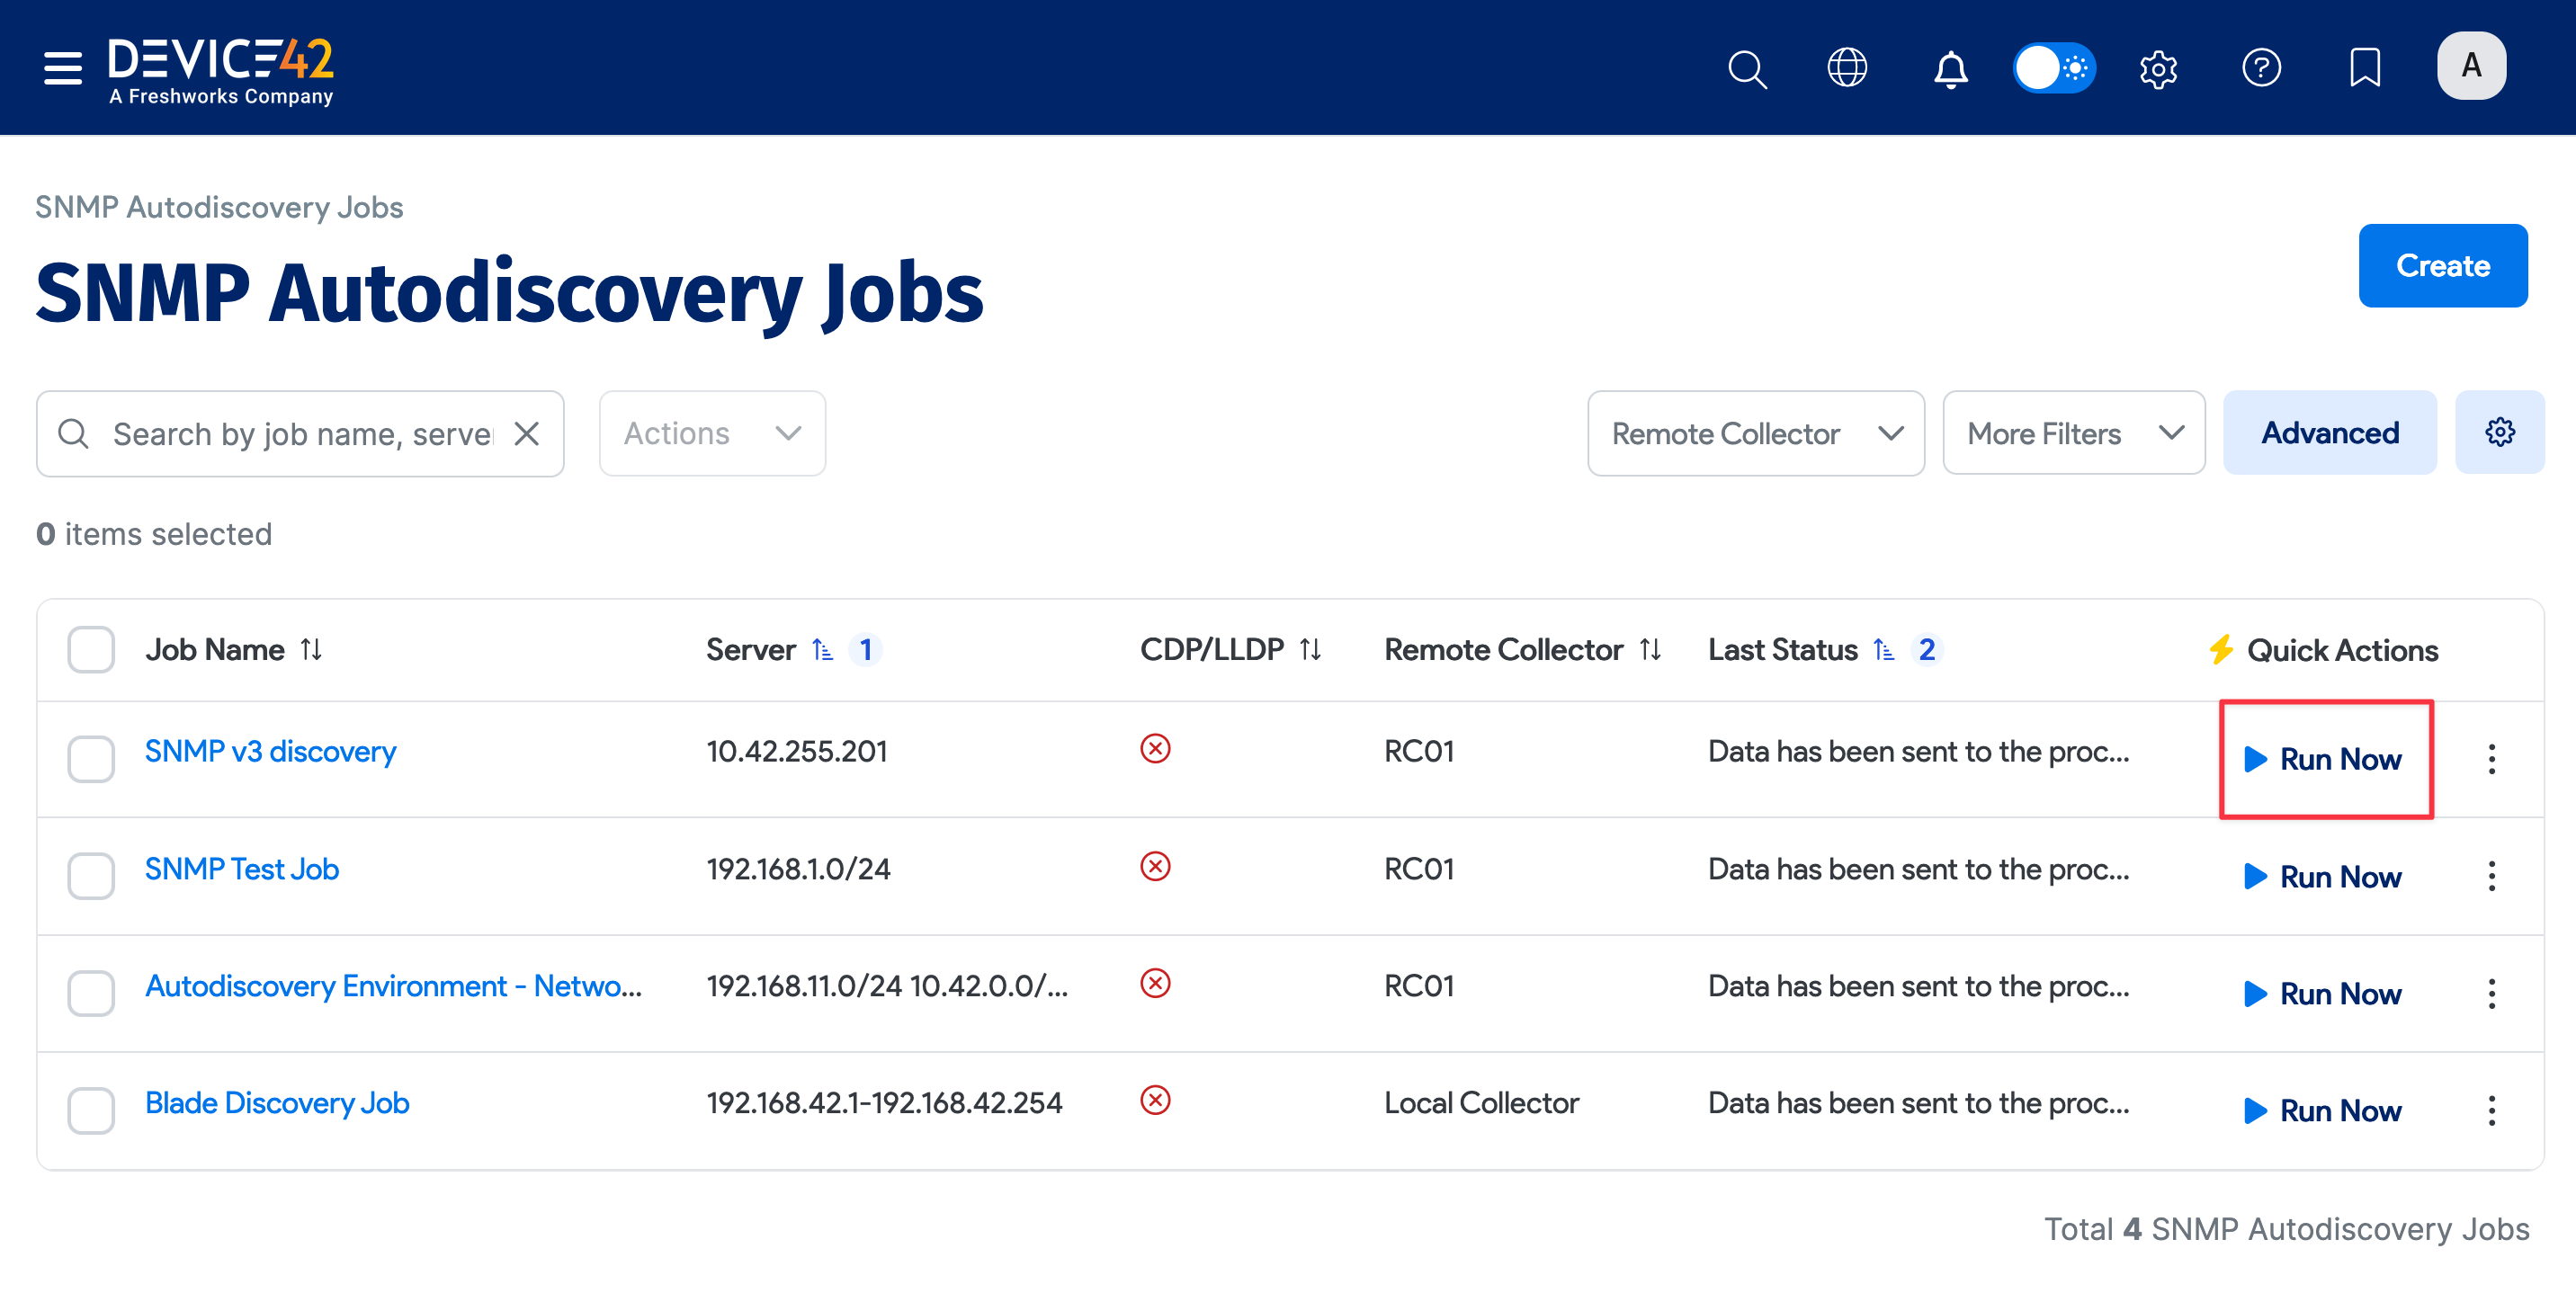 DEVICE42
A Freshworks Company
A
SNMP Autodiscovery Jobs
SNMP Autodiscovery Jobs
Create
Search by job name, server
Actions
Remote Collector
More Filters
Advanced
0 items selected
Job Name Server 1 CDP/LLDP Remote Collector Last Status 2 Quick Actions
SNMP v3 discovery 10.42.255.201 RC01 Data has been sent to the proc... Run Now
SNMP Test Job 192.168.1.0/24 RC01 Data has been sent to the proc... Run Now
Autodiscovery Environment - Netwo... 192.168.11.0/24 10.42.0.0/... RC01 Data has been sent to the proc... Run Now
Blade Discovery Job 192.168.42.1-192.168.42.254 Local Collector Data has been sent to the proc... Run Now
Total 4 SNMP Autodiscovery Jobs